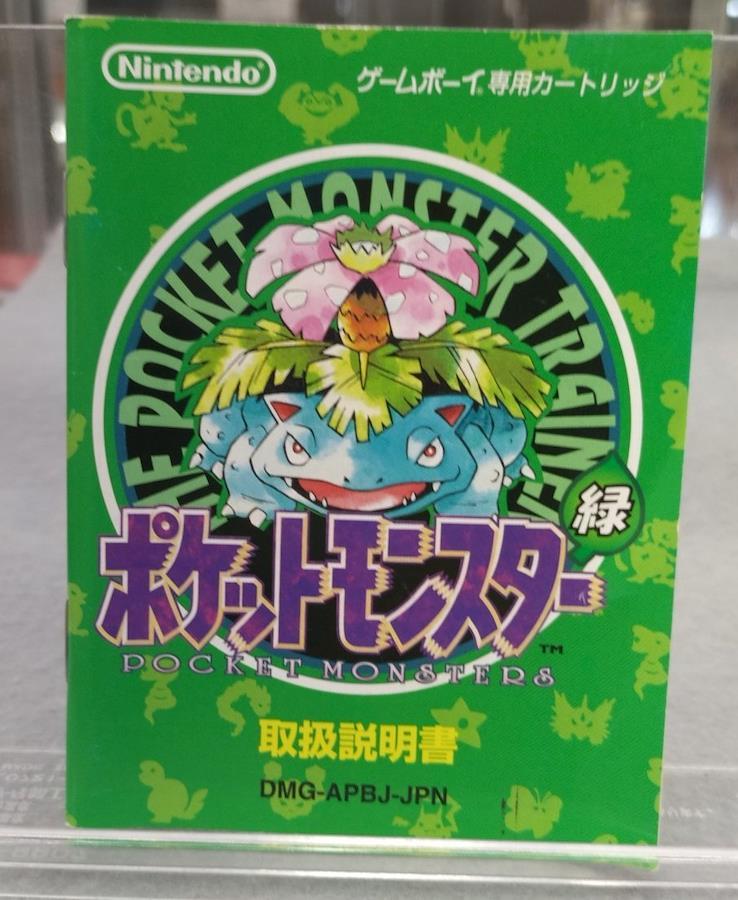 Nintendo®
ゲームボーイ®専用カートリッジ
THE POCKET MONSTER TRAINER
緑
ポケットモンスター
TM
POCKET MONSTERS
取扱説明書
DMG-APBJ-JPN